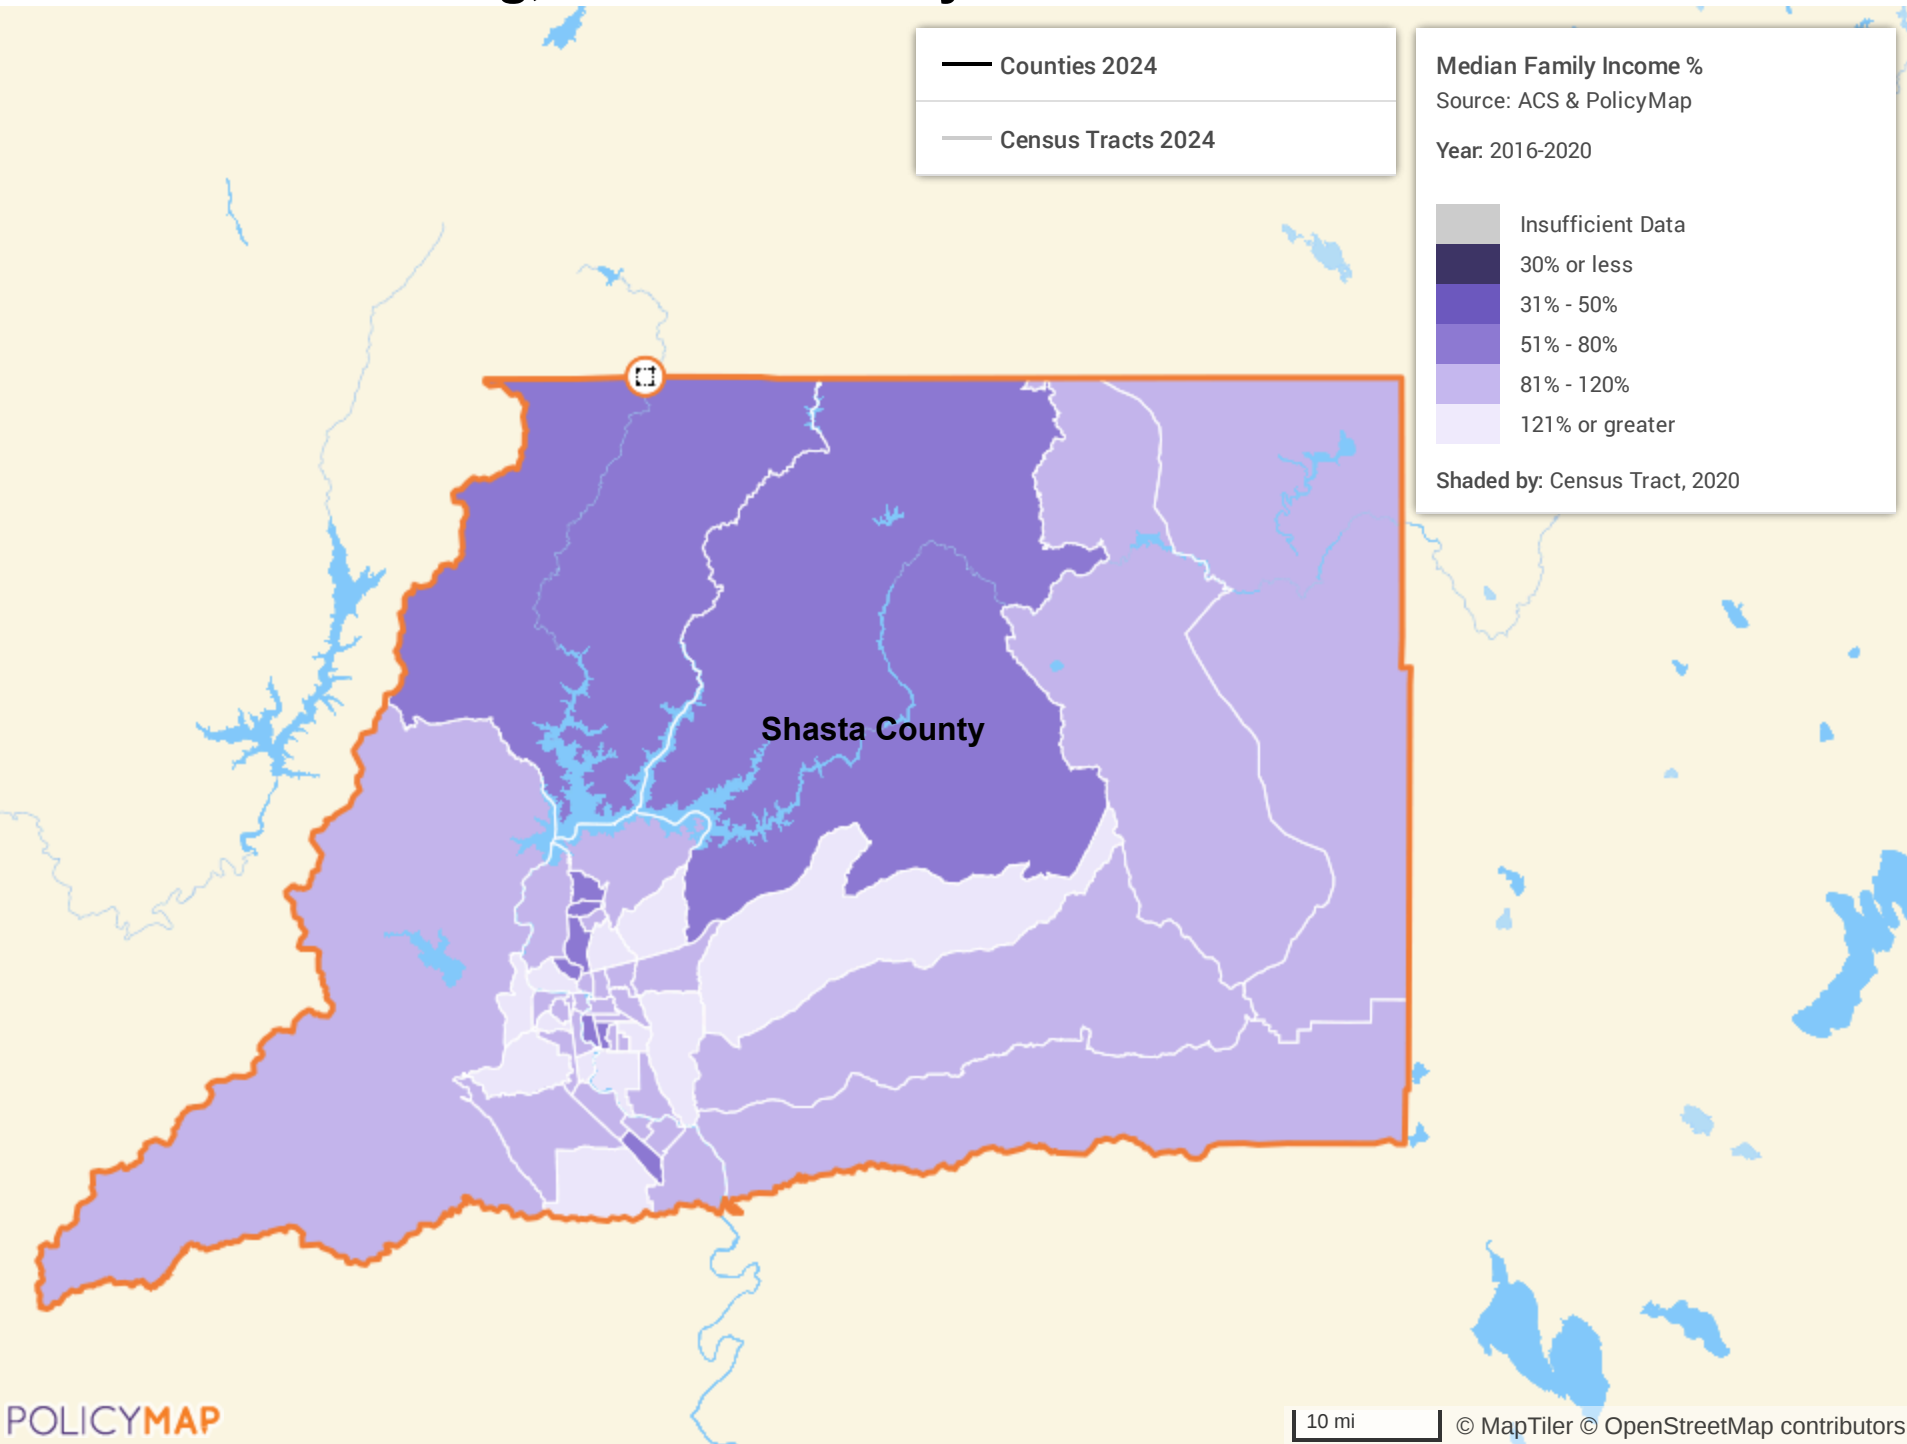 Counties 2024
Census Tracts 2024
Median Family Income %
Source: ACS & PolicyMap
Year: 2016-2020
Insufficient Data
30% or less
31% - 50%
51% - 80%
81% - 120%
121% or greater
Shaded by: Census Tract, 2020
Shasta County
POLICYMAP
10 mi
© MapTiler © OpenStreetMap contributors